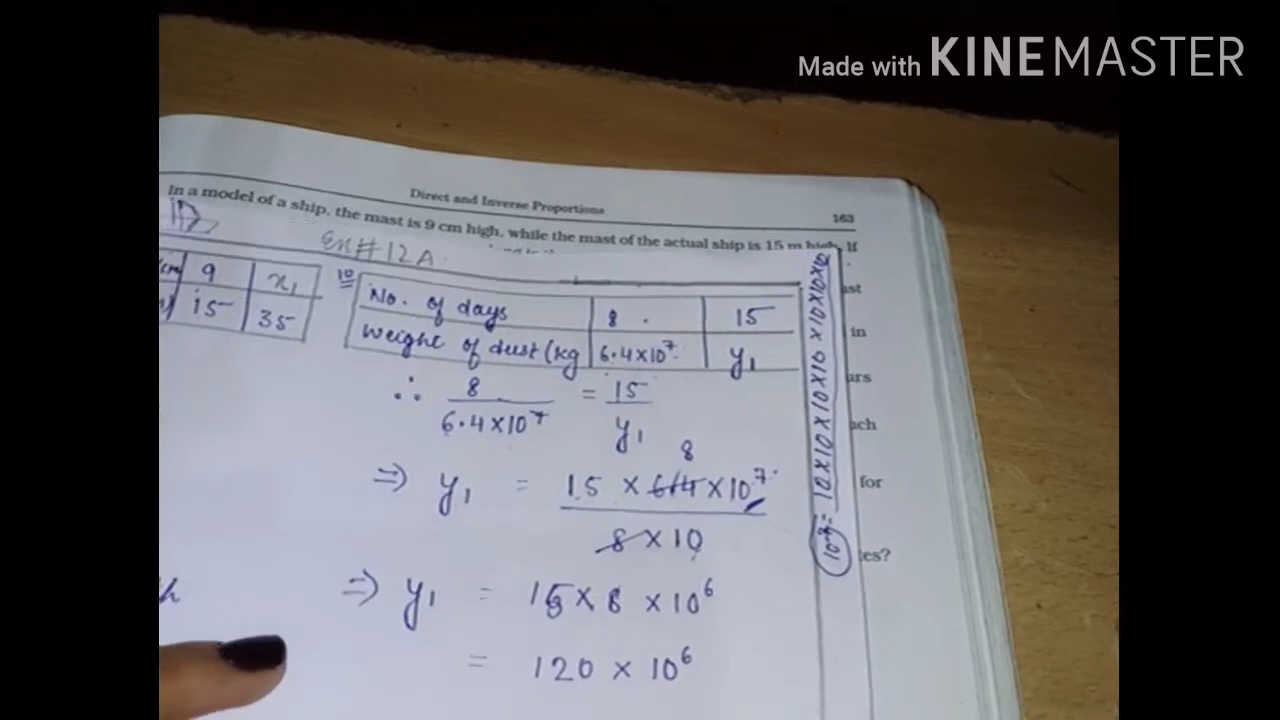 Made with KINEMASTER
Direct and Inverse Proportions
163
In a model of a ship, the mast is 9 cm high, while the mast of the actual ship is 15 m high. If
Ex# 12A
9 x₁
15 35
10
No. of days 8 15
Weight of dust (kg 6.4×10⁷ y₁
∴ 8/6.4×10⁷ = 15/y₁
8
⇒ y₁ = 15 × 64 × 10⁷ / 8 × 10
⇒ y₁ = 15 × 8 × 10⁶
= 120 × 10⁶
= 10×10×10×10×10×10×10
ast
in
ars
ach
for
tes?